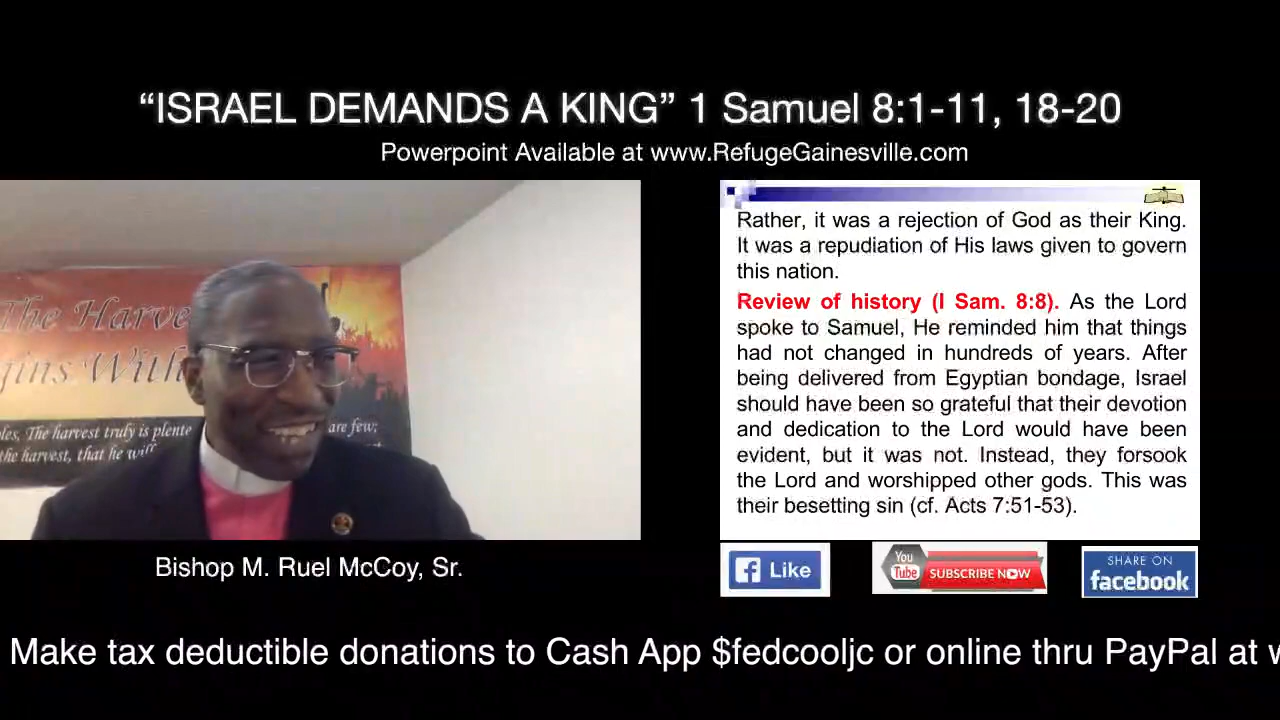 “ISRAEL DEMANDS A KING” 1 Samuel 8:1-11, 18-20
Powerpoint Available at www.RefugeGainesville.com
The Harve
gins With
ples, The harvest truly is plente
are few;
the harvest, that he will
Rather, it was a rejection of God as their King.
It was a repudiation of His laws given to govern
this nation.
Review of history (I Sam. 8:8). As the Lord
spoke to Samuel, He reminded him that things
had not changed in hundreds of years. After
being delivered from Egyptian bondage, Israel
should have been so grateful that their devotion
and dedication to the Lord would have been
evident, but it was not. Instead, they forsook
the Lord and worshipped other gods. This was
their besetting sin (cf. Acts 7:51-53).
Bishop M. Ruel McCoy, Sr.
f Like
You
Tube
SUBSCRIBE NOW
SHARE ON
facebook
Make tax deductible donations to Cash App $fedcooljc or online thru PayPal at w